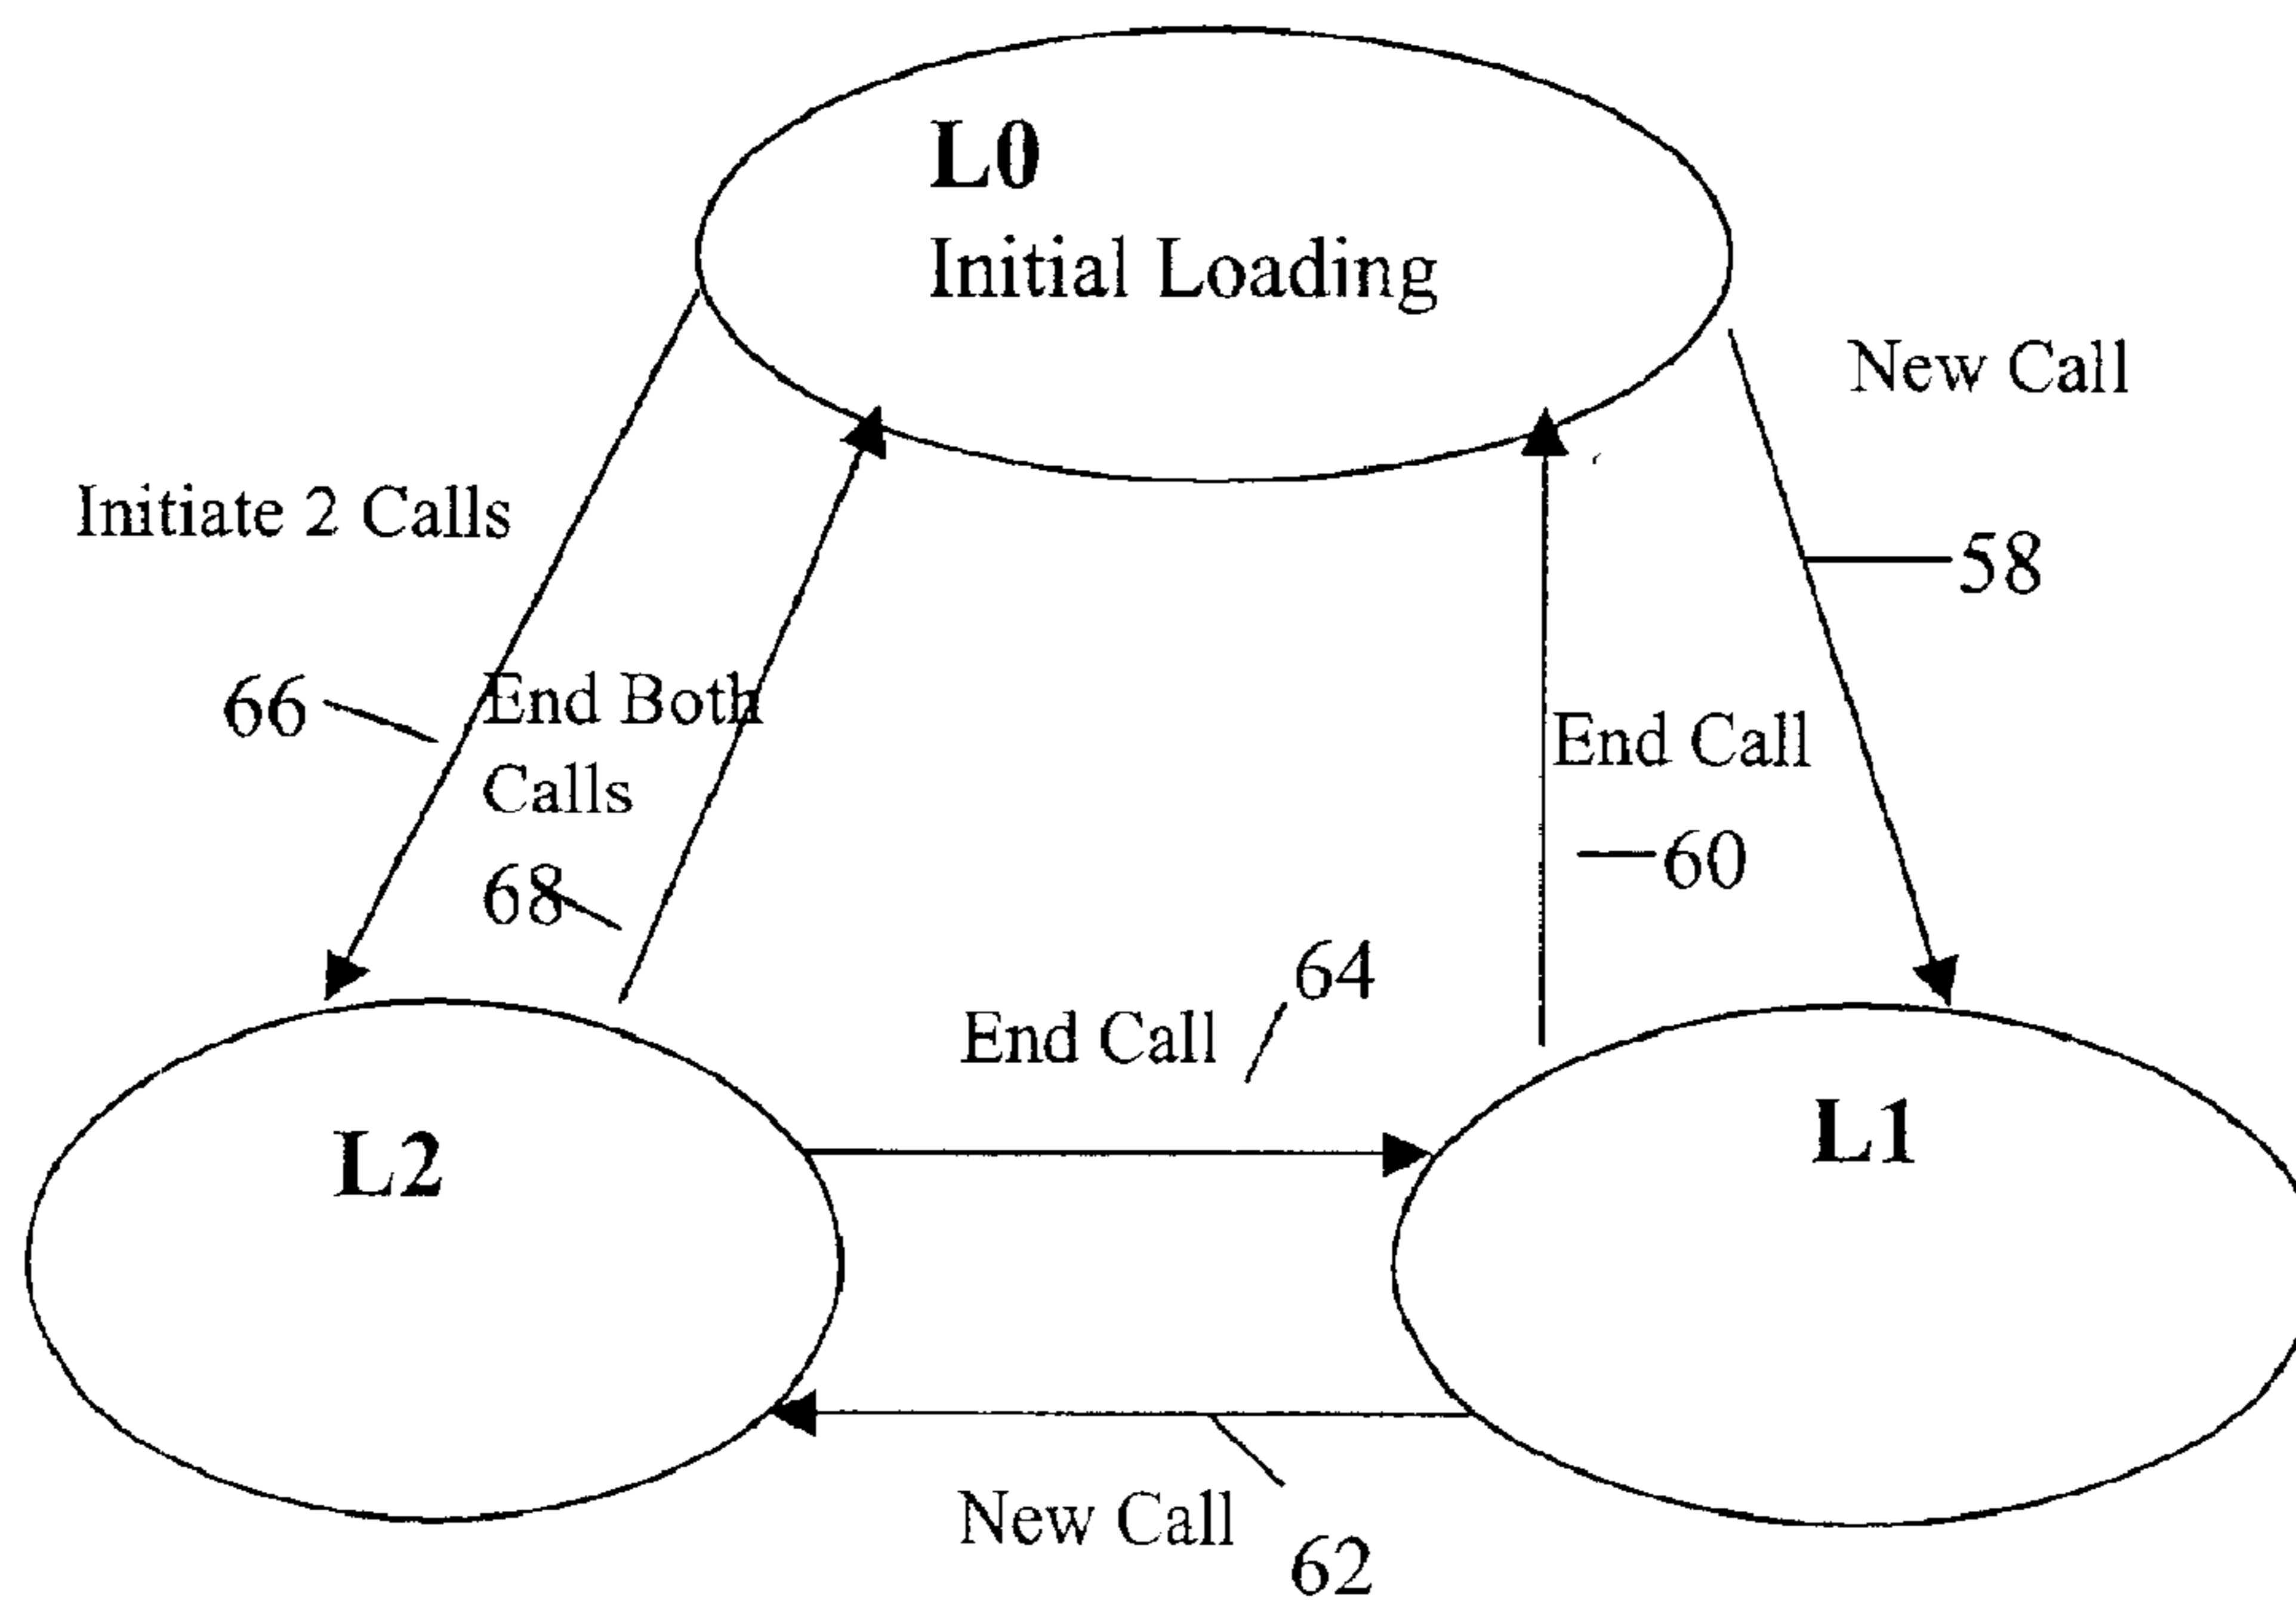 L0
Initial Loading
New Call
Initiate 2 Calls
58
66
End Both
Calls
End Call
60
68
64
End Call
L2
L1
New Call
62